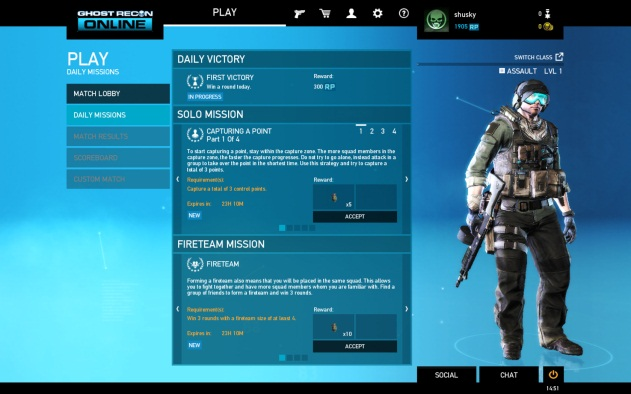 GHOST RECON
ONLINE
PLAY
shusky
1905 RP
0
0
PLAY
DAILY MISSIONS
MATCH LOBBY
DAILY MISSIONS
MATCH RESULTS
SCOREBOARD
CUSTOM MATCH
DAILY VICTORY
FIRST VICTORY
Win a round today.
IN PROGRESS
Reward:
300 RP
SOLO MISSION
CAPTURING A POINT
Part 1 Of 4
1 2 3 4
To start capturing a point, stay within the capture zone. The more squad members in the
capture zone, the faster the capture progresses. Do not try to go alone, instead attack in a
group to take over the point in the shortest time. Use this strategy and try to capture a
total of 3 points.
Requirement(s):
Capture a total of 3 control points.
Expires in: 23H 10M
NEW
Reward:
x5
ACCEPT
FIRETEAM MISSION
FIRETEAM
Forming a fireteam also means that you will be placed in the same squad. This allows
you to fight together and have more squad members whom you are familiar with. Find a
group of friends to form a fireteam and win 3 rounds.
Requirement(s):
Win 3 rounds with a fireteam size of at least 4.
Expires in: 23H 10M
NEW
Reward:
x10
ACCEPT
SWITCH CLASS
ASSAULT LVL 1
SOCIAL
CHAT
14:51